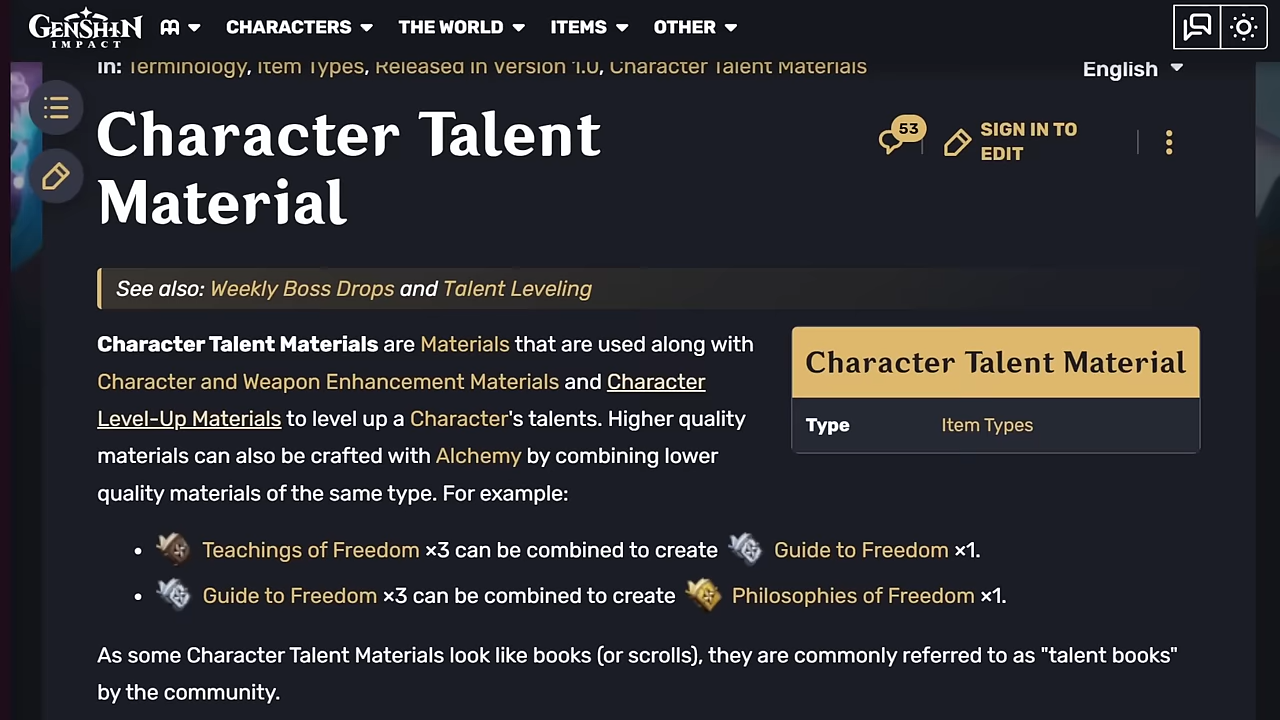 GENSHIN
IMPACT
CHARACTERS
THE WORLD
ITEMS
OTHER
in: Terminology, Item Types, Released in Version 1.0, Character Talent Materials
English
Character Talent
Material
53
SIGN IN TO
EDIT
See also: Weekly Boss Drops and Talent Leveling
Character Talent Materials are Materials that are used along with
Character and Weapon Enhancement Materials and Character
Level-Up Materials to level up a Character's talents. Higher quality
materials can also be crafted with Alchemy by combining lower
quality materials of the same type. For example:
Character Talent Material
Type Item Types
• Teachings of Freedom ×3 can be combined to create Guide to Freedom ×1.
• Guide to Freedom ×3 can be combined to create Philosophies of Freedom ×1.
As some Character Talent Materials look like books (or scrolls), they are commonly referred to as "talent books"
by the community.